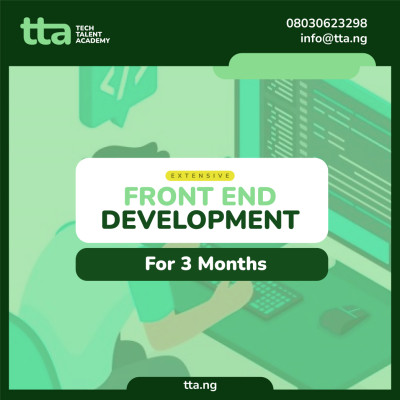 tta TECH
TALENT
ACADEMY
08030623298
info@tta.ng
EXTENSIVE
FRONT END
DEVELOPMENT
For 3 Months
tta.ng